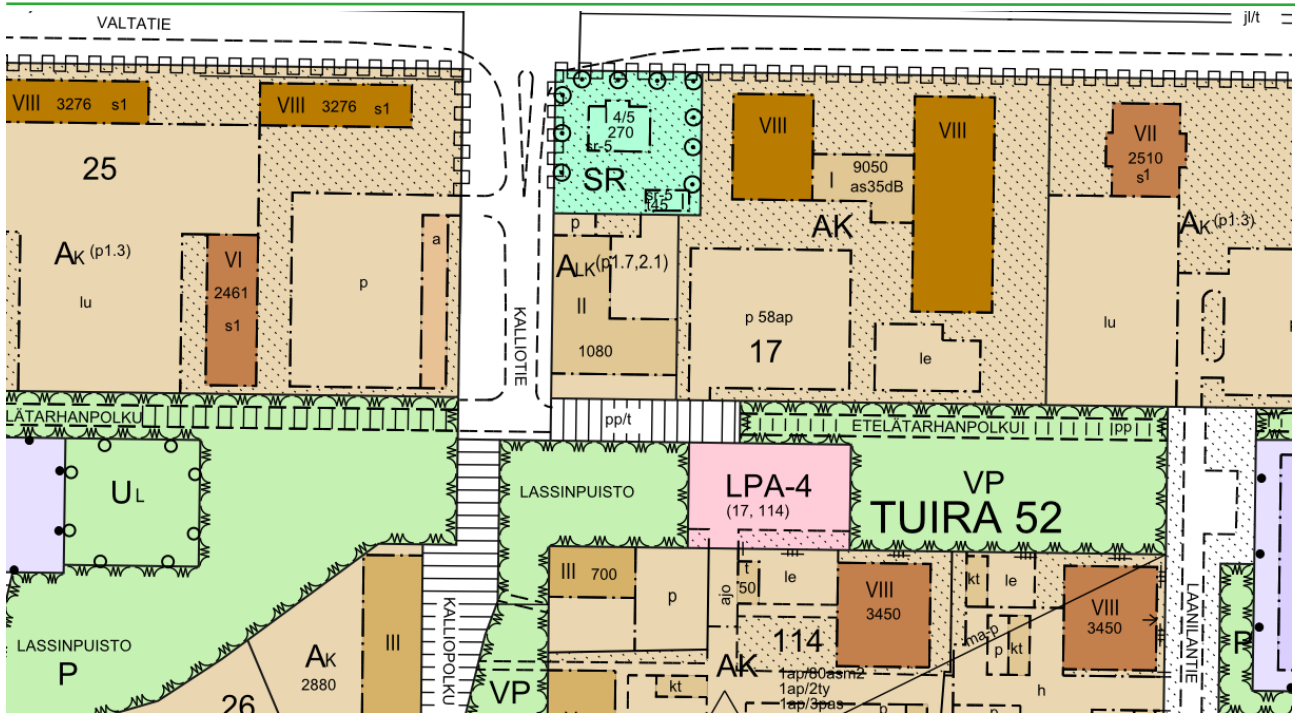 VALTATIE
jl/t
VIII 3276 s1
VIII 3276 s1
4/5
270
sr-5
SR
sr-5
I
t45
VIII
VIII
I
9050
as35dB
VII
2510
s1
25
AK (p1.3)
lu
VI
2461
s1
p
a
p
ALK(p1.7,2.1)
II
1080
KALLIOTIE
AK
p 58ap
17
le
AK(p1.3)
lu
LÄTARHANPOLKU
pp/t
ETELÄTARHANPOLKU
pp
UL
LASSINPUISTO
LPA-4
(17, 114)
VP
TUIRA 52
LASSINPUISTO
P
AK
2880
III
26
KALLIOPOLKU
VP
III 700
p
ajo
t
50
le
VIII
3450
114
AK
1ap/80asm2
1ap/2ty
1ap/3pas
kt
kt
le
ma-p
p
kt
VIII
3450
h
p
p
LAANILANTIE
P